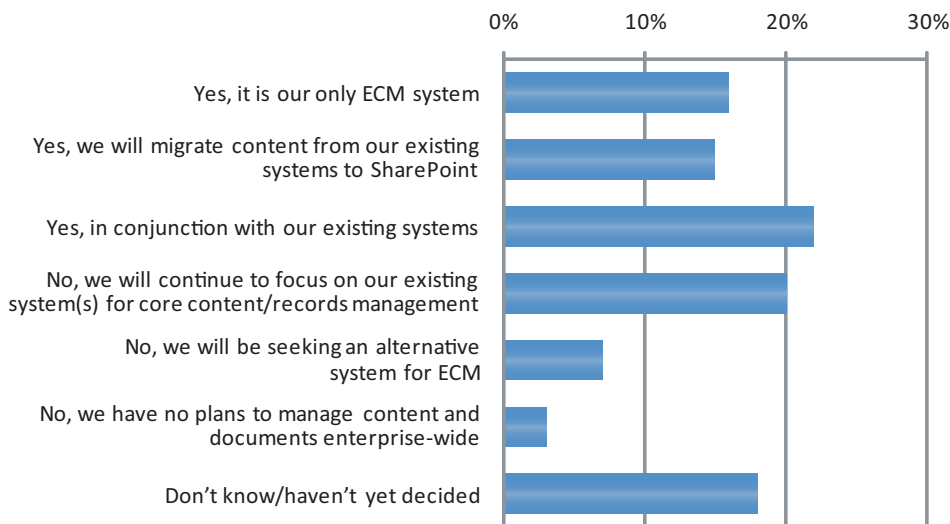 0% 10% 20% 30%
Yes, it is our only ECM system
Yes, we will migrate content from our existing
systems to SharePoint
Yes, in conjunction with our existing systems
No, we will continue to focus on our existing
system(s) for core content/records management
No, we will be seeking an alternative
system for ECM
No, we have no plans to manage content and
documents enterprise-wide
Don’t know/haven’t yet decided